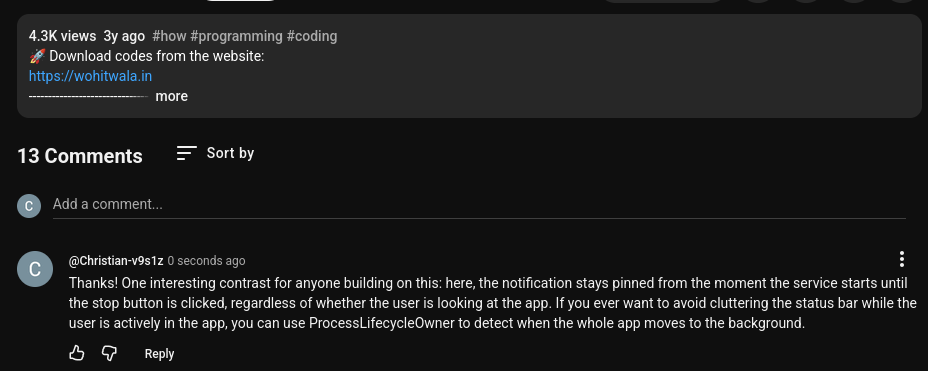 4.3K views 3y ago #how #programming #coding
🚀 Download codes from the website:
https://wohitwala.in
----------------------------- more
13 Comments Sort by
C Add a comment...
C
@Christian-v9s1z 0 seconds ago
Thanks! One interesting contrast for anyone building on this: here, the notification stays pinned from the moment the service starts until
the stop button is clicked, regardless of whether the user is looking at the app. If you ever want to avoid cluttering the status bar while the
user is actively in the app, you can use ProcessLifecycleOwner to detect when the whole app moves to the background.
Reply